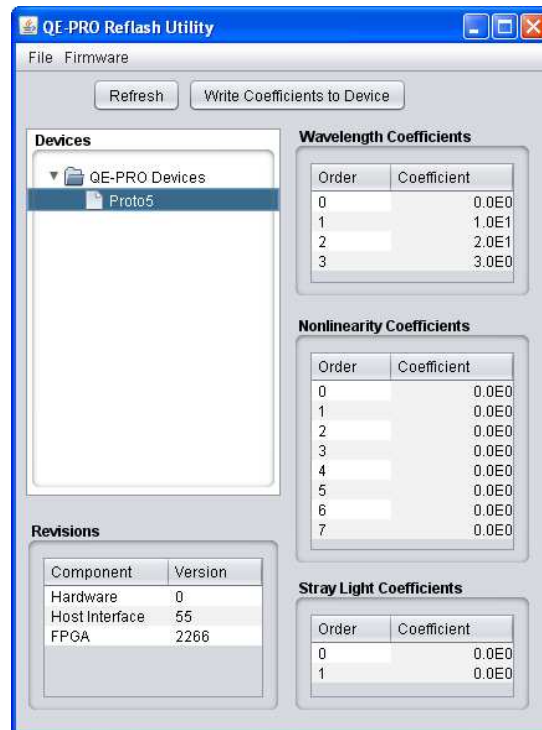 QE-PRO Reflash Utility
File Firmware
Refresh Write Coefficients to Device
Devices
QE-PRO Devices
Proto5
Revisions
Component Version
Hardware 0
Host Interface 55
FPGA 2266
Wavelength Coefficients
Order Coefficient
0 0.0E0
1 1.0E1
2 2.0E1
3 3.0E0
Nonlinearity Coefficients
Order Coefficient
0 0.0E0
1 0.0E0
2 0.0E0
3 0.0E0
4 0.0E0
5 0.0E0
6 0.0E0
7 0.0E0
Stray Light Coefficients
Order Coefficient
0 0.0E0
1 0.0E0